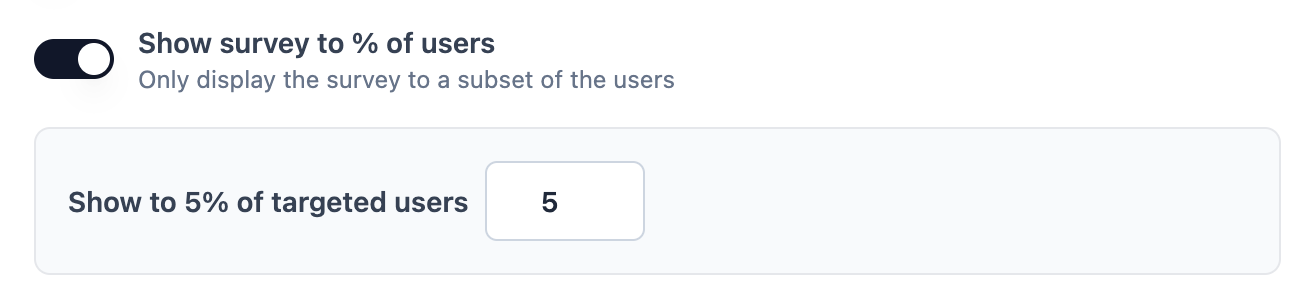 Show survey to % of users
Only display the survey to a subset of the users
Show to 5% of targeted users 5